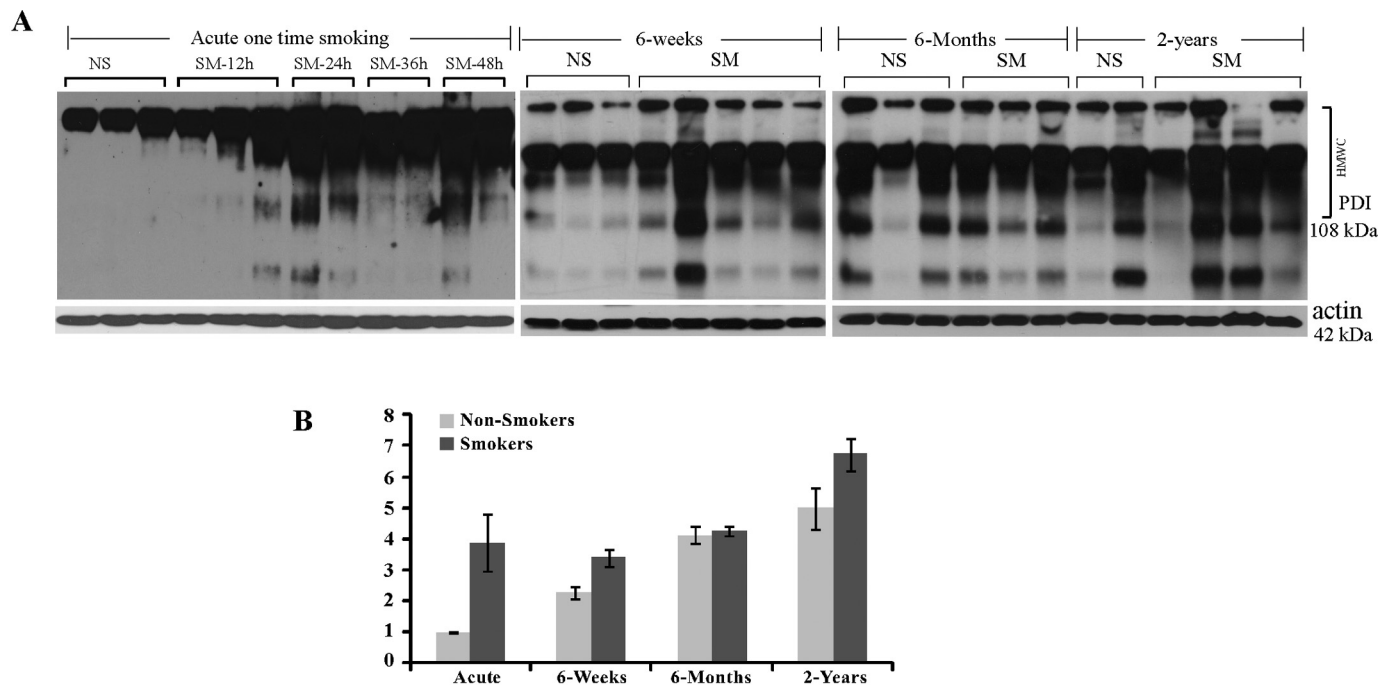 A
Acute one time smoking
6-weeks
6-Months
2-years
NS
SM-12h
SM-24h
SM-36h
SM-48h
NS
SM
NS
SM
NS
SM
HMWC
PDI
108 kDa
actin
42 kDa
B
8
7
6
5
4
3
2
1
0
Non-Smokers
Smokers
Acute
6-Weeks
6-Months
2-Years